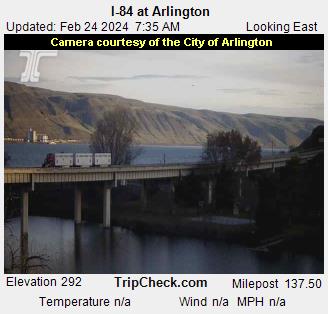 I-84 at Arlington
Updated: Feb 24 2024 7:35 AM Looking East
Camera courtesy of the City of Arlington
Elevation 292 TripCheck.com Milepost 137.50
Temperature n/a Wind n/a MPH n/a